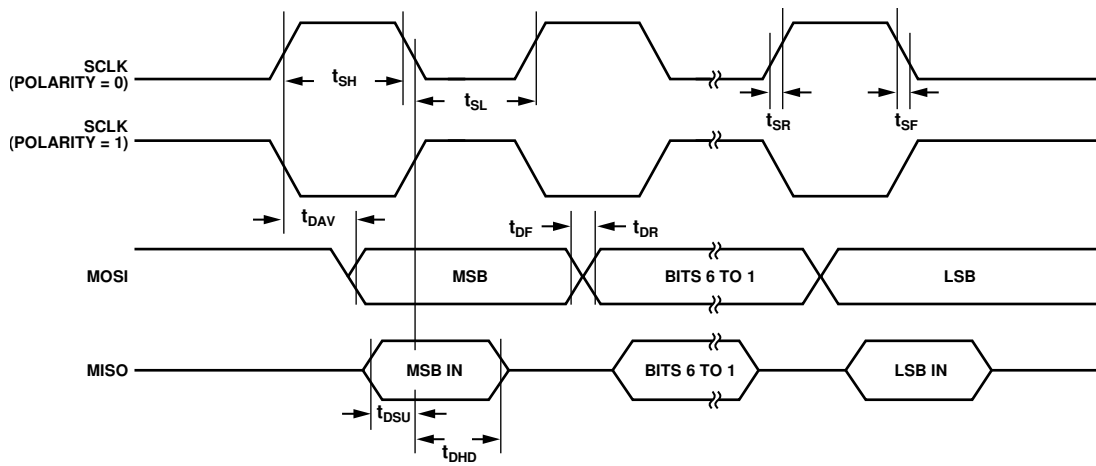 SCLK
(POLARITY = 0)
tSH
tSL
tSR
tSF
SCLK
(POLARITY = 1)
tDAV
tDF
tDR
MOSI
MSB
BITS 6 TO 1
LSB
MISO
MSB IN
BITS 6 TO 1
LSB IN
tDSU
tDHD